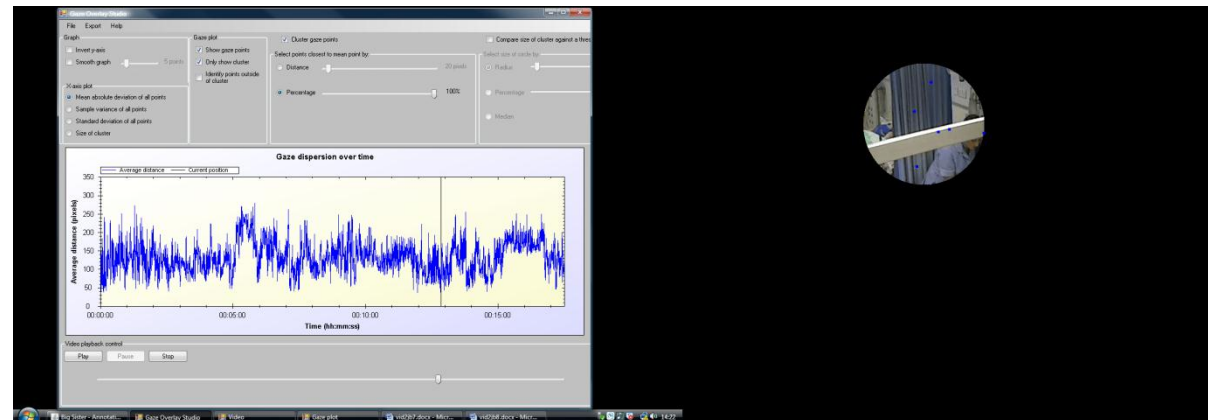 Gaze Overlay Studio
File Export Help
Graph
Invert y-axis
Smooth graph 5 points
X-axis plot
Mean absolute deviation of all points
Sample variance of all points
Standard deviation of all points
Size of cluster
Gaze plot
Show gaze points
Only show cluster
Identify points outside
of cluster
Cluster gaze points
Select points closest to mean point by:
Distance 20 pixels
Percentage 100%
Compare size of cluster against a thres
Select size of circle by:
Radius
Percentage
Median
Gaze dispersion over time
Average distance Current position
Average distance (pixels)
350
300
250
200
150
100
50
0
00:00:00 00:05:00 00:10:00 00:15:00
Time (hh:mm:ss)
Video playback control
Play Pause Stop
Big Sister - Annotati... Gaze Overlay Studio Video Gaze plot vid2jb7.docx - Micr... vid2jb8.docx - Micr... 14:22